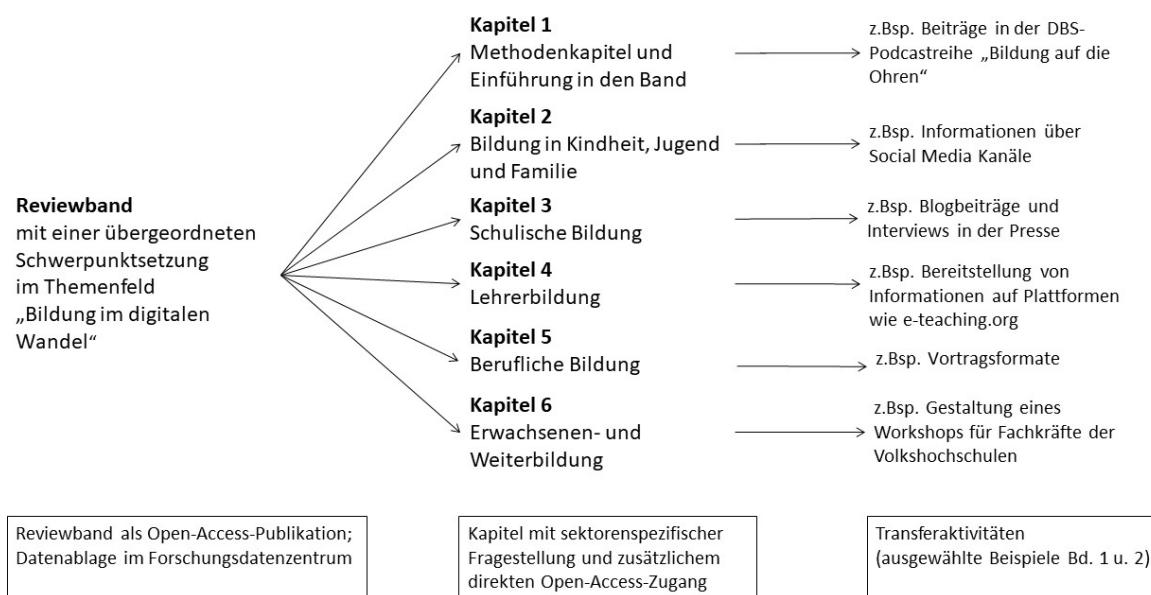 Reviewband
mit einer übergeordneten
Schwerpunktsetzung
im Themenfeld
„Bildung im digitalen
Wandel“
Kapitel 1
Methodenkapitel und
Einführung in den Band
Kapitel 2
Bildung in Kindheit, Jugend
und Familie
Kapitel 3
Schulische Bildung
Kapitel 4
Lehrerbildung
Kapitel 5
Berufliche Bildung
Kapitel 6
Erwachsenen- und
Weiterbildung
z.Bsp. Beiträge in der DBS-
Podcastreihe „Bildung auf die
Ohren“
z.Bsp. Informationen über
Social Media Kanäle
z.Bsp. Blogbeiträge und
Interviews in der Presse
z.Bsp. Bereitstellung von
Informationen auf Plattformen
wie e-teaching.org
z.Bsp. Vortragsformate
z.Bsp. Gestaltung eines
Workshops für Fachkräfte der
Volkshochschulen
Reviewband als Open-Access-Publikation;
Datenablage im Forschungsdatenzentrum
Kapitel mit sektorenspezifischer
Fragestellung und zusätzlichem
direkten Open-Access-Zugang
Transferaktivitäten
(ausgewählte Beispiele Bd. 1 u. 2)